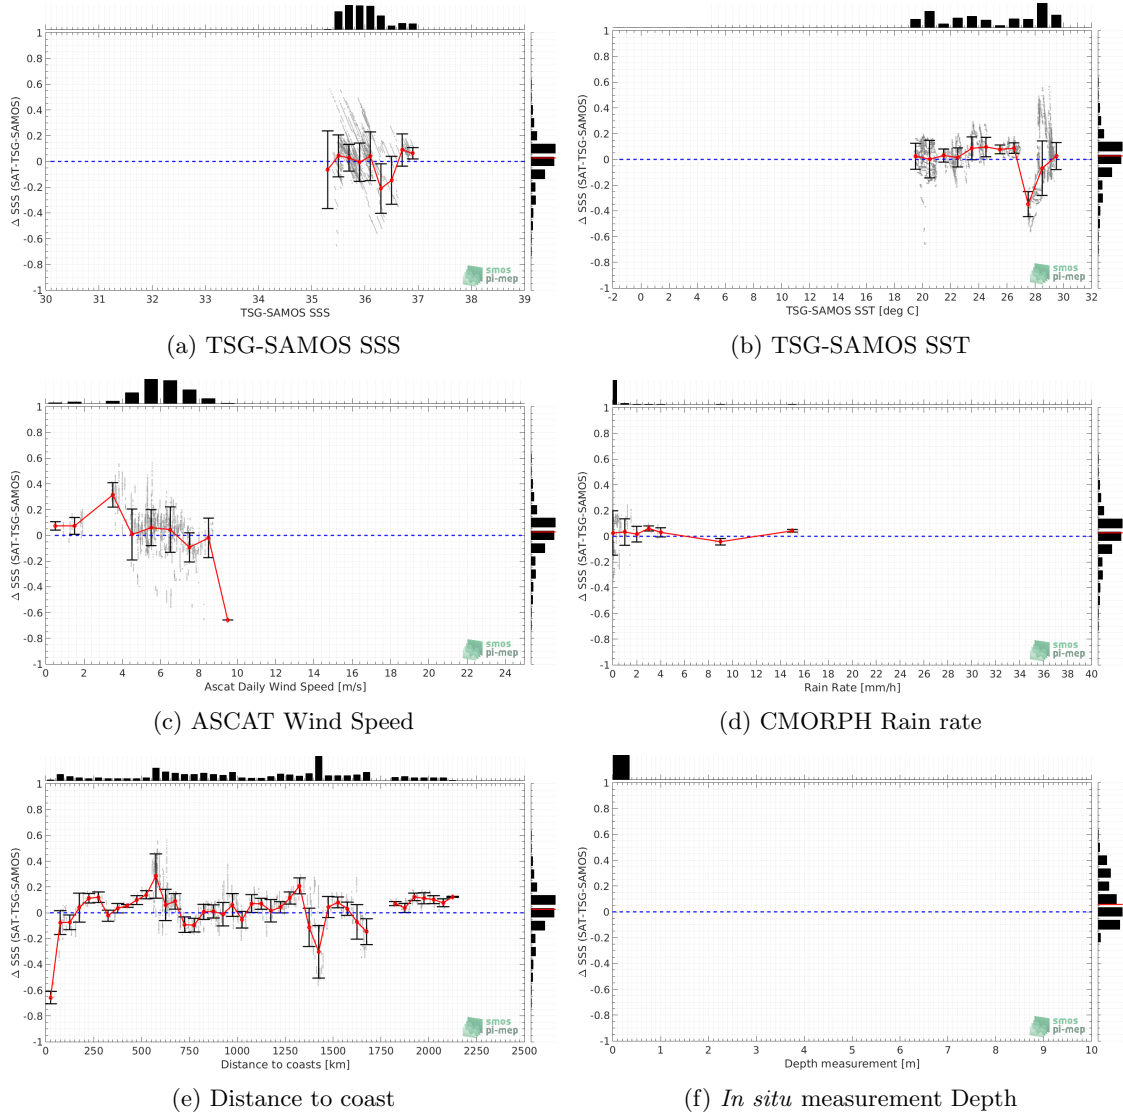 1
0.8
0.6
0.4
0.2
0
-0.2
-0.4
-0.6
-0.8
-1
Δ SSS (SAT-TSG-SAMOS)
30 31 32 33 34 35 36 37 38 39
TSG-SAMOS SSS
smos
pi-mep
(a) TSG-SAMOS SSS
1
0.8
0.6
0.4
0.2
0
-0.2
-0.4
-0.6
-0.8
-1
Δ SSS (SAT-TSG-SAMOS)
-2 0 2 4 6 8 10 12 14 16 18 20 22 24 26 28 30 32
TSG-SAMOS SST [deg C]
smos
pi-mep
(b) TSG-SAMOS SST
1
0.8
0.6
0.4
0.2
0
-0.2
-0.4
-0.6
-0.8
-1
Δ SSS (SAT-TSG-SAMOS)
0 2 4 6 8 10 12 14 16 18 20 22 24
Ascat Daily Wind Speed [m/s]
smos
pi-mep
(c) ASCAT Wind Speed
1
0.8
0.6
0.4
0.2
0
-0.2
-0.4
-0.6
-0.8
-1
Δ SSS (SAT-TSG-SAMOS)
0 2 4 6 8 10 12 14 16 18 20 22 24 26 28 30 32 34 36 38 40
Rain Rate [mm/h]
smos
pi-mep
(d) CMORPH Rain rate
1
0.8
0.6
0.4
0.2
0
-0.2
-0.4
-0.6
-0.8
-1
Δ SSS (SAT-TSG-SAMOS)
0 250 500 750 1000 1250 1500 1750 2000 2250 2500
Distance to coasts [km]
smos
pi-mep
(e) Distance to coast
1
0.8
0.6
0.4
0.2
0
-0.2
-0.4
-0.6
-0.8
-1
Δ SSS (SAT-TSG-SAMOS)
0 1 2 3 4 5 6 7 8 9 10
Depth measurement [m]
smos
pi-mep
(f) In situ measurement Depth